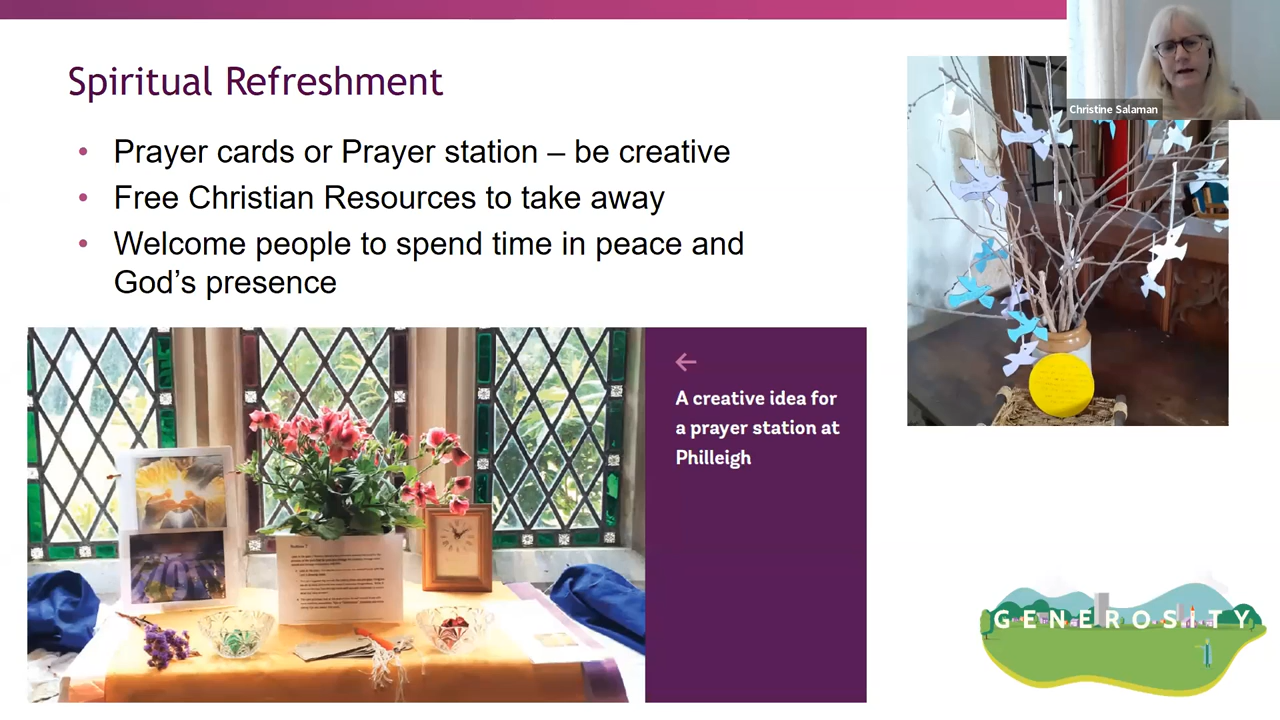 Spiritual Refreshment
Christine Salaman
• Prayer cards or Prayer station – be creative
• Free Christian Resources to take away
• Welcome people to spend time in peace and
God’s presence
←
A creative idea for
a prayer station at
Philleigh
GENEROSITY